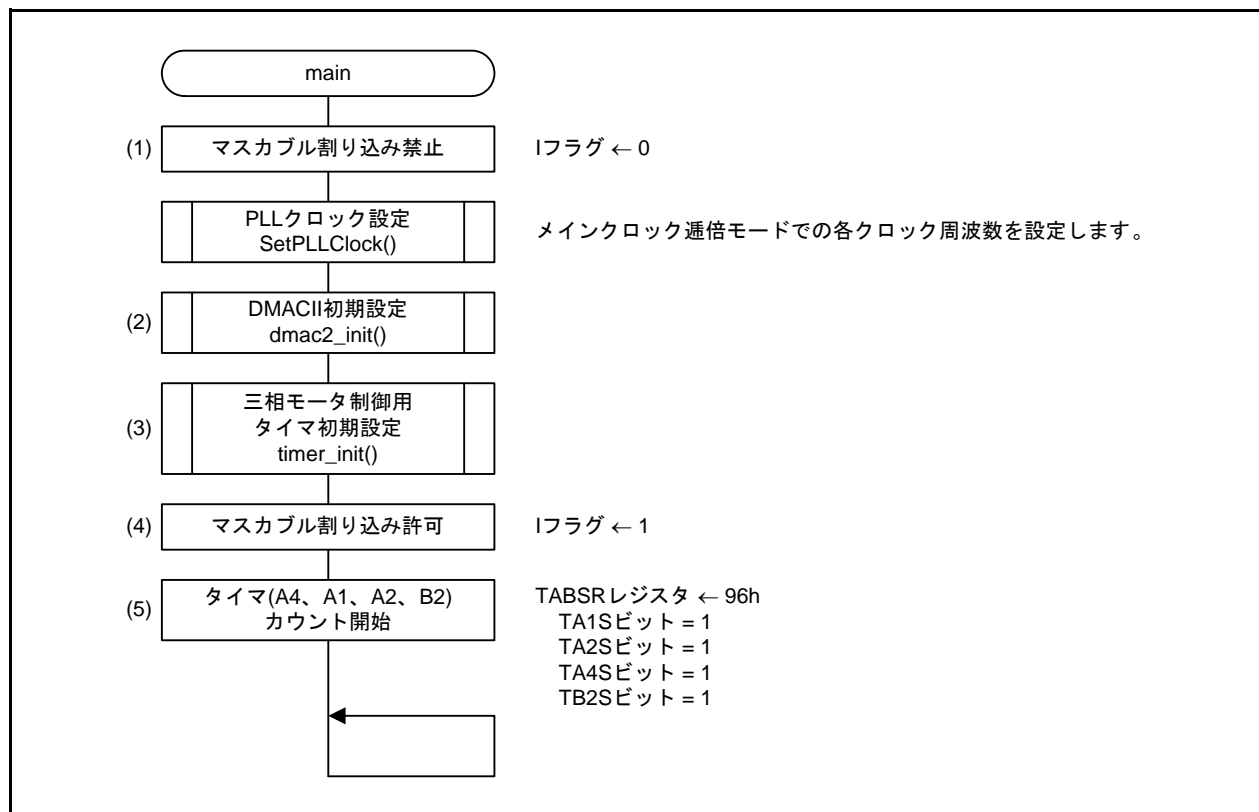 main
(1)
マスカブル割り込み禁止
Iフラグ ← 0
PLLクロック設定
SetPLLClock()
メインクロック逓倍モードでの各クロック周波数を設定します。
(2)
DMACII初期設定
dmac2_init()
(3)
三相モータ制御用
タイマ初期設定
timer_init()
(4)
マスカブル割り込み許可
Iフラグ ← 1
(5)
タイマ(A4、A1、A2、B2)
カウント開始
TABSRレジスタ ← 96h
TA1Sビット = 1
TA2Sビット = 1
TA4Sビット = 1
TB2Sビット = 1